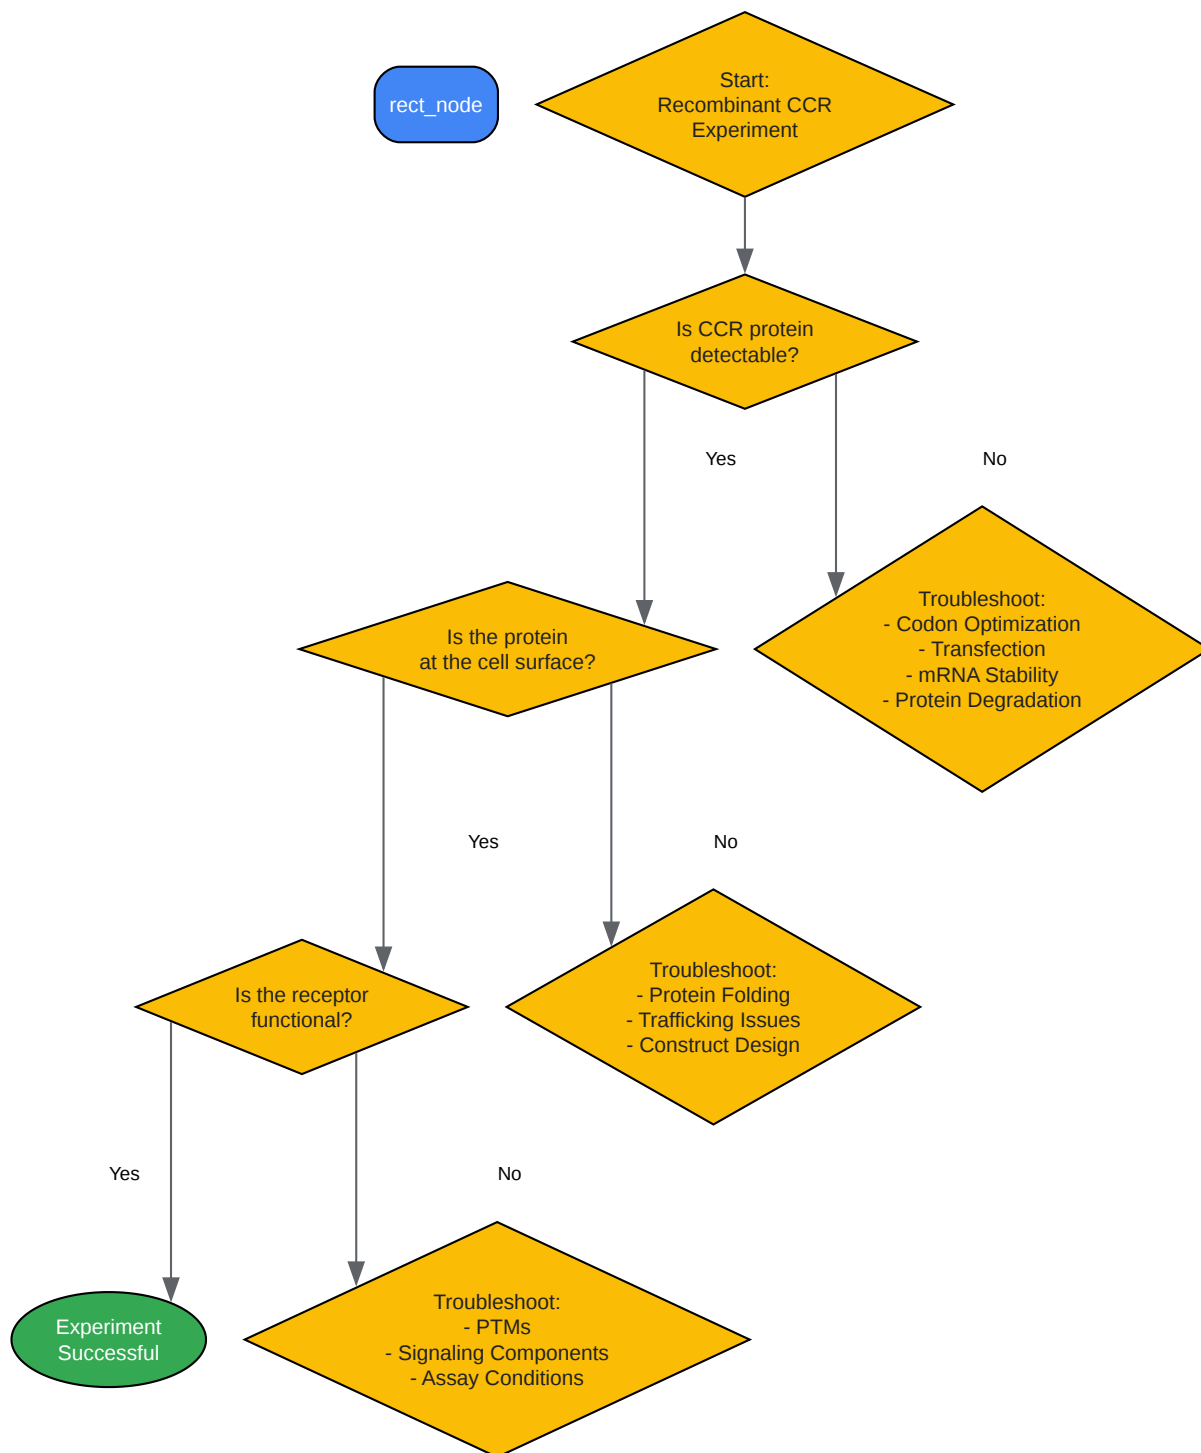 rect_node
Start:
Recombinant CCR
Experiment
Is CCR protein
detectable?
Yes
No
Is the protein
at the cell surface?
Troubleshoot:
- Codon Optimization
- Transfection
- mRNA Stability
- Protein Degradation
Yes
No
Is the receptor
functional?
Troubleshoot:
- Protein Folding
- Trafficking Issues
- Construct Design
Yes
No
Experiment
Successful
Troubleshoot:
- PTMs
- Signaling Components
- Assay Conditions